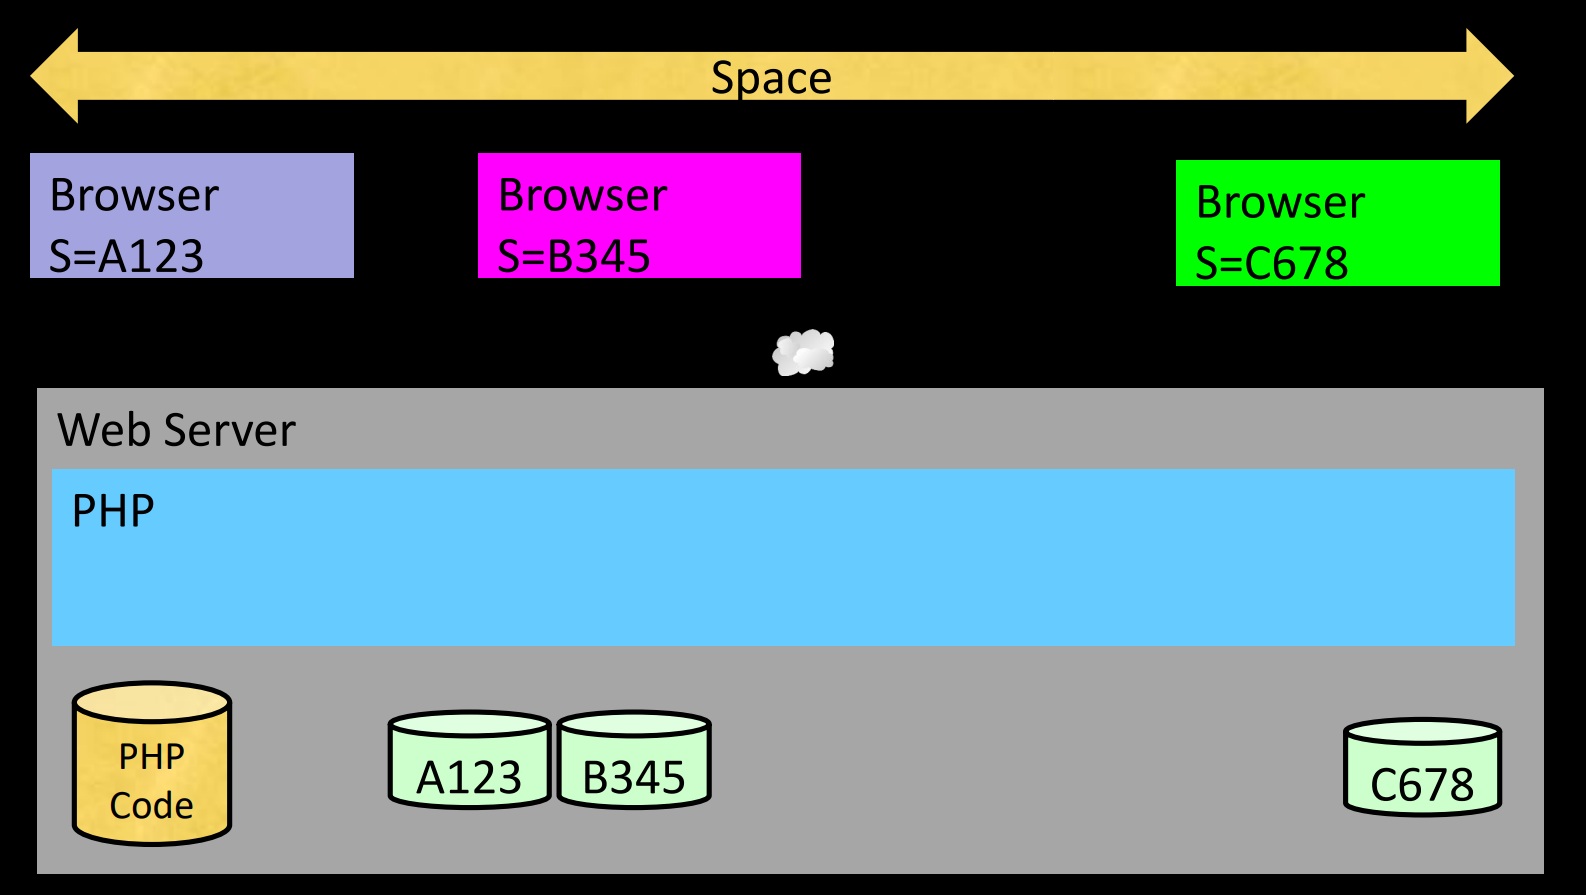 Space
Browser
S=A123
Browser
S=B345
Browser
S=C678
Web Server
PHP
PHP
Code
A123
B345
C678